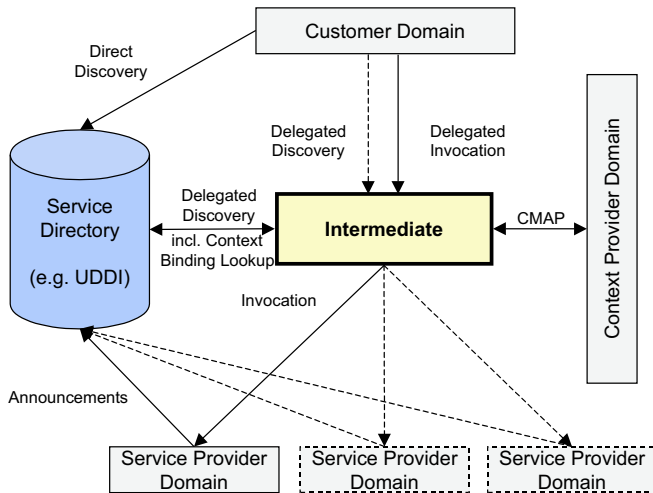 Customer Domain
Direct
Discovery
Delegated
Discovery
Delegated
Invocation
Context Provider Domain
Service
Directory
(e.g. UDDI)
Delegated
Discovery
incl. Context
Binding Lookup
Intermediate
CMAP
Invocation
Announcements
Service Provider
Domain
Service Provider
Domain
Service Provider
Domain